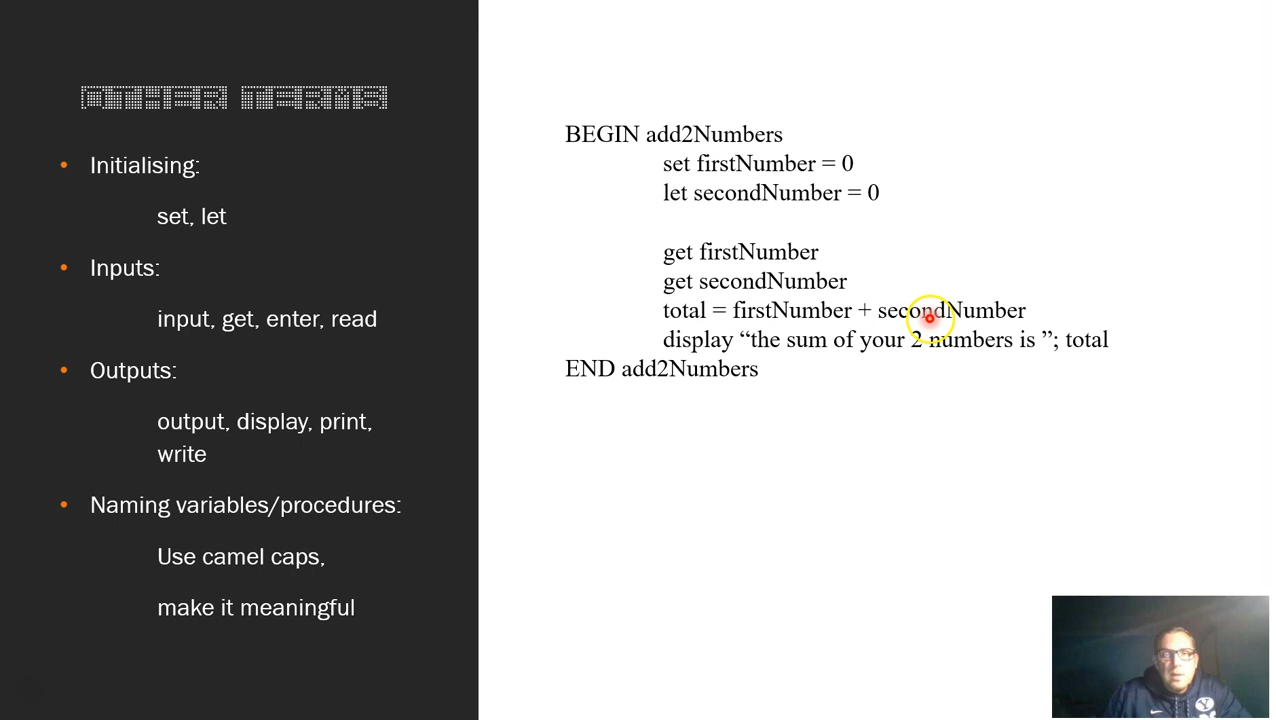 OTHER TERMS
• Initialising:
set, let
• Inputs:
input, get, enter, read
• Outputs:
output, display, print,
write
• Naming variables/procedures:
Use camel caps,
make it meaningful
BEGIN add2Numbers
set firstNumber = 0
let secondNumber = 0
get firstNumber
get secondNumber
total = firstNumber + secondNumber
display “the sum of your 2 numbers is ”; total
END add2Numbers
Y